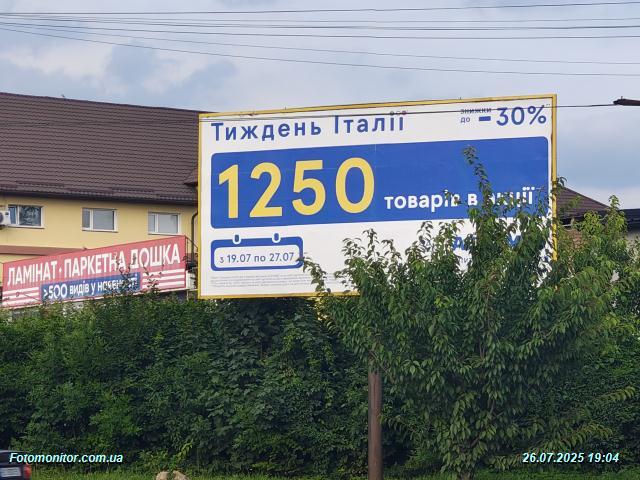 Тиждень Італії
знижки
до -30%
1250 товарів в акції
з 19.07 по 27.07
ЛАМІНАТ · ПАРКЕТНА ДОШКА
>500 видів у
Fotomonitor.com.ua
26.07.2025 19:04